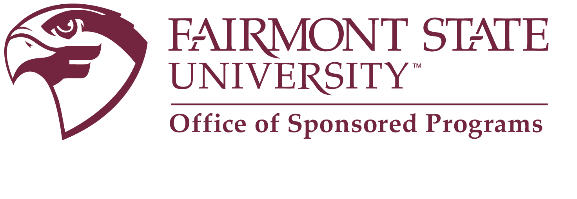 FAIRMONT STATE
UNIVERSITY™
Office of Sponsored Programs